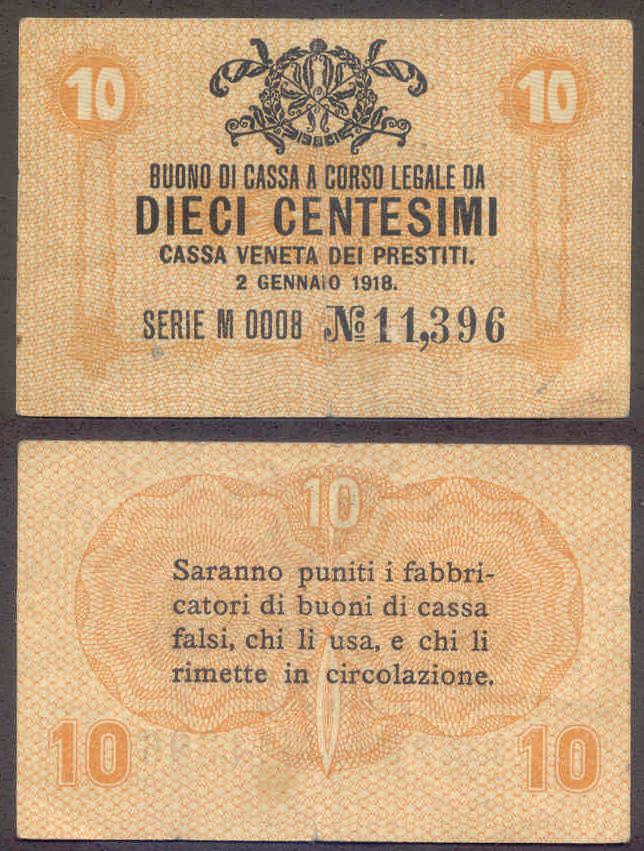 10 10
BUONO DI CASSA A CORSO LEGALE DA
DIECI CENTESIMI
CASSA VENETA DEI PRESTITI.
2 GENNAIO 1918.
SERIE M 0008 No 11,396
10
Saranno puniti i fabbri-
catori di buoni di cassa
falsi, chi li usa, e chi li
rimette in circolazione.
10 10